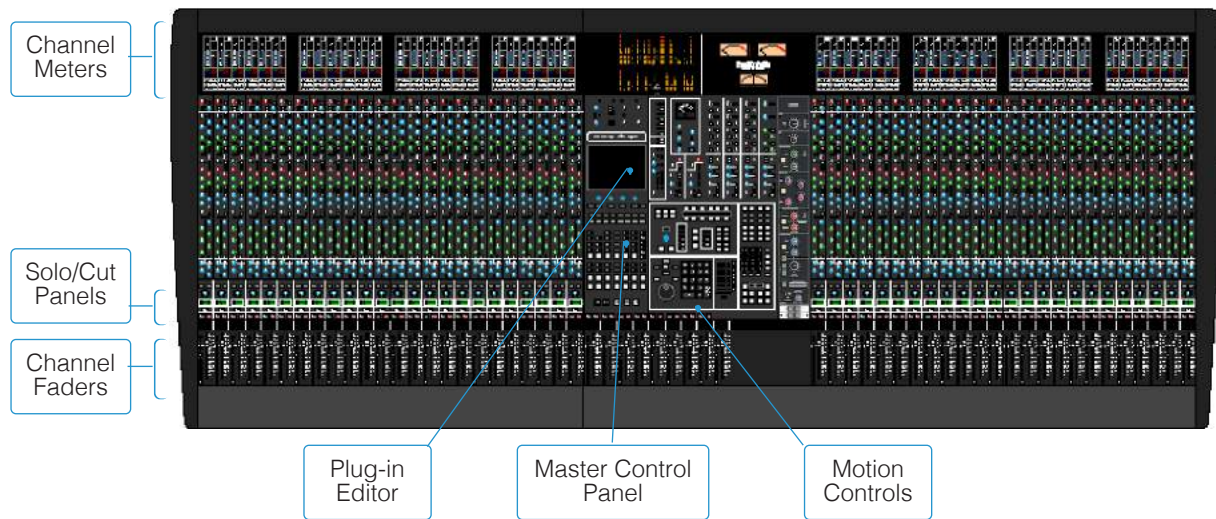 Channel
Meters
Solo/Cut
Panels
Channel
Faders
Plug-in
Editor
Master Control
Panel
Motion
Controls